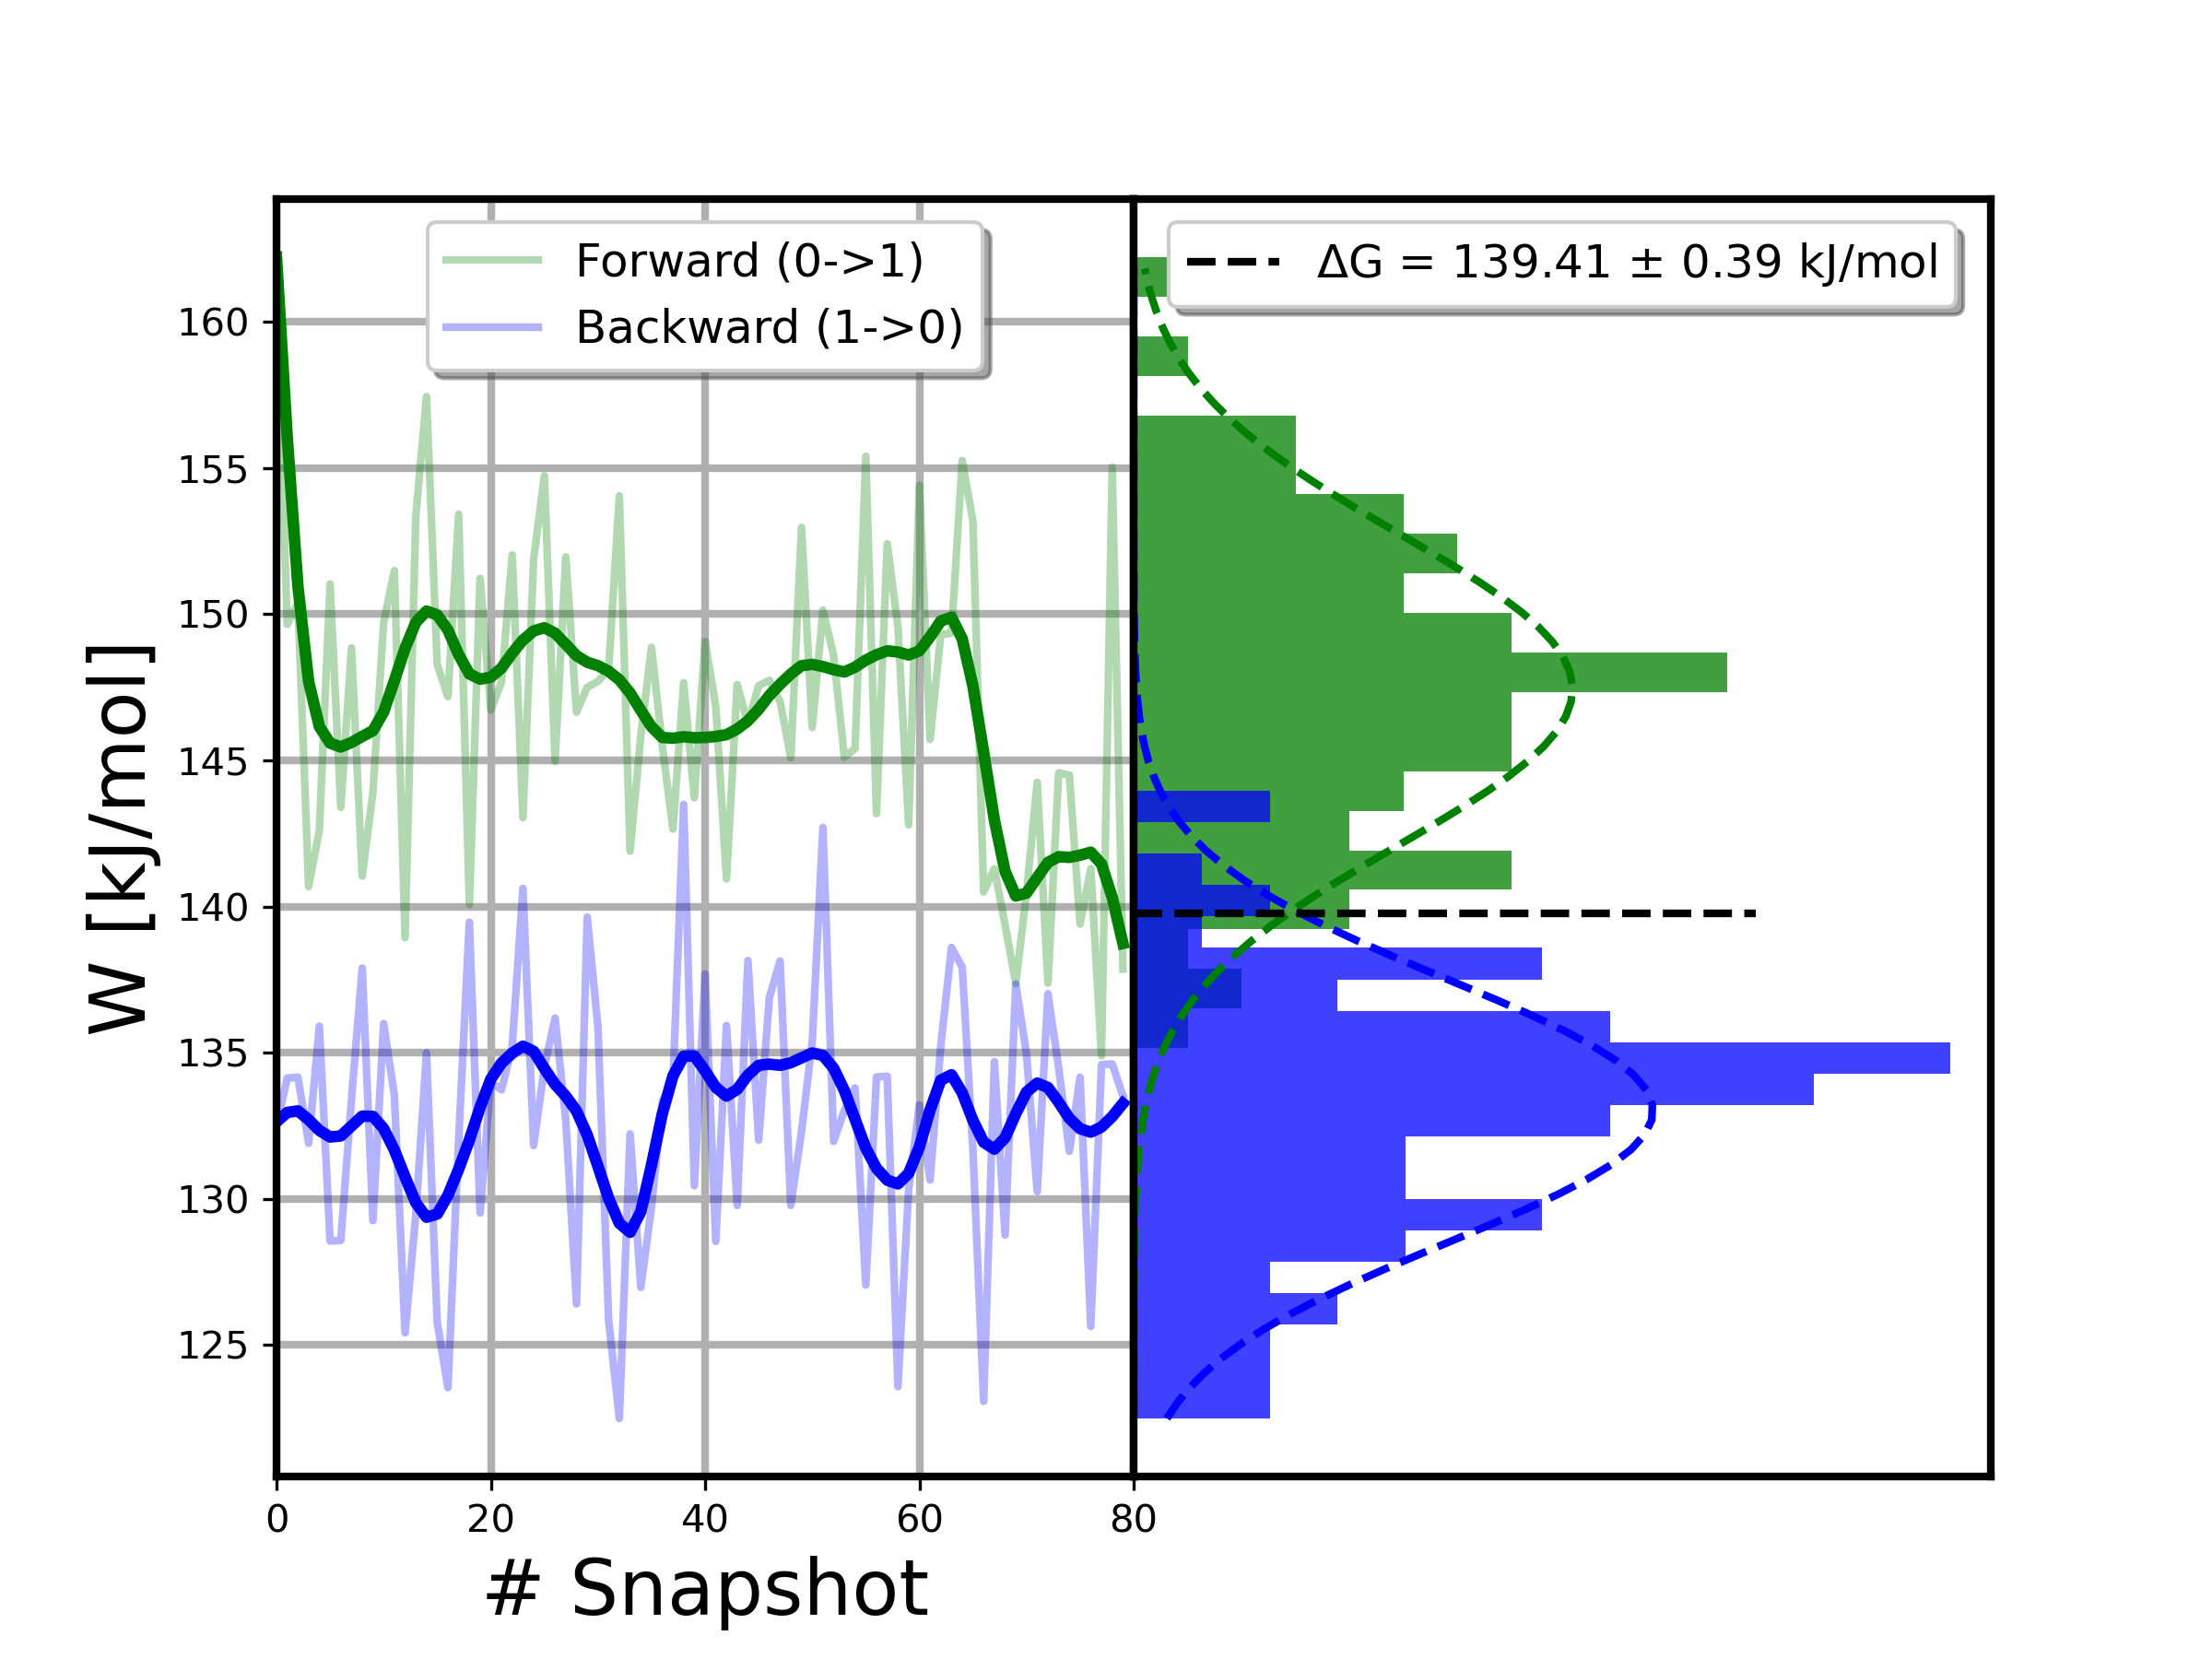 Forward (0->1)
Backward (1->0)
ΔG = 139.41 ± 0.39 kJ/mol
160
155
150
145
140
135
130
125
W [kJ/mol]
0 20 40 60 80
# Snapshot